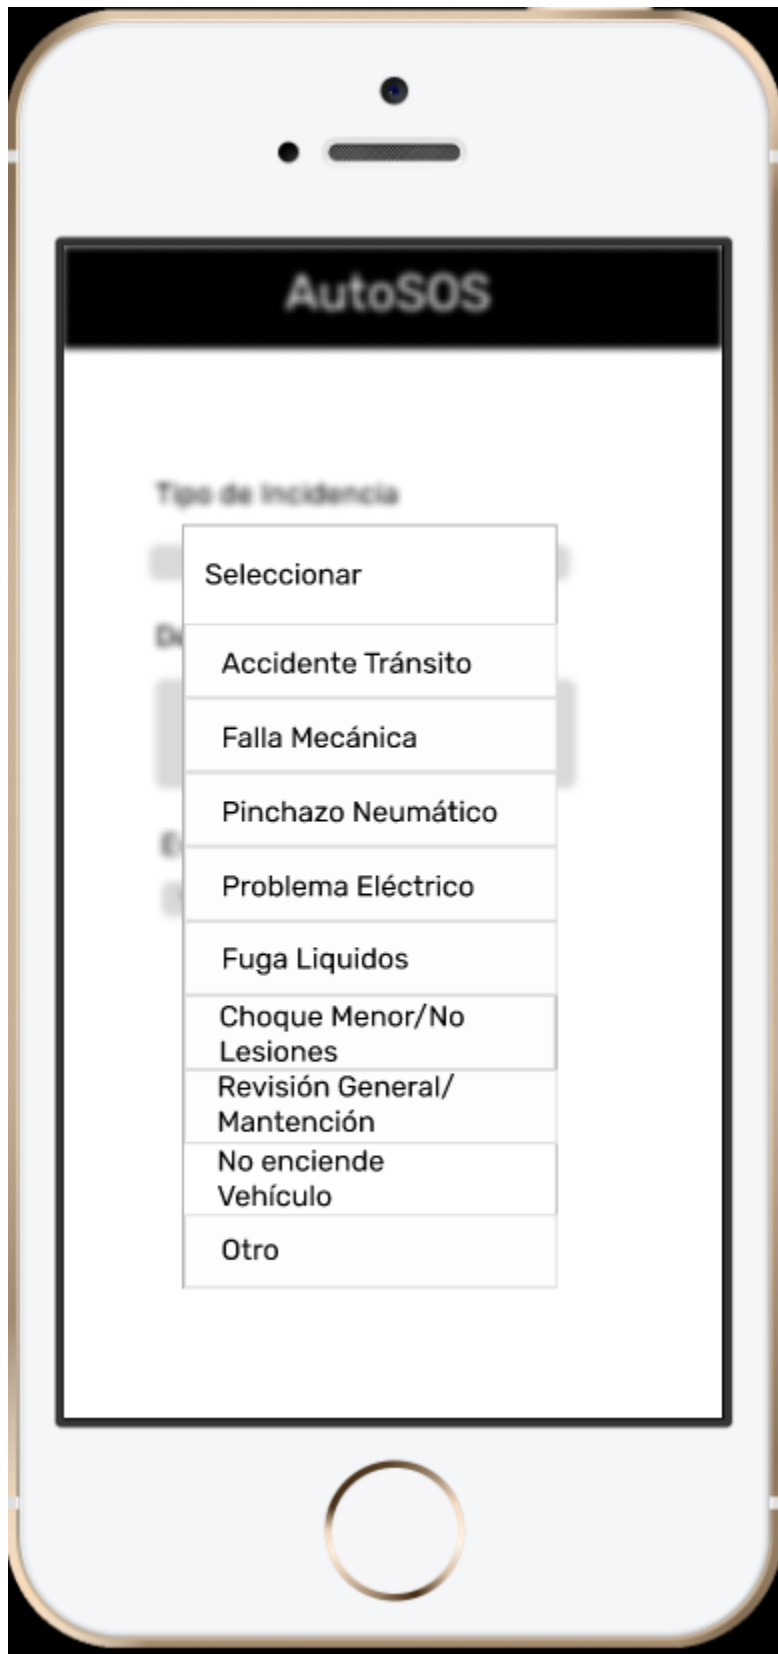 AutoSOS
Tipo de Incidencia
Seleccionar
Accidente Tránsito
Falla Mecánica
Pinchazo Neumático
Problema Eléctrico
Fuga Liquidos
Choque Menor/No
Lesiones
Revisión General/
Mantención
No enciende
Vehículo
Otro